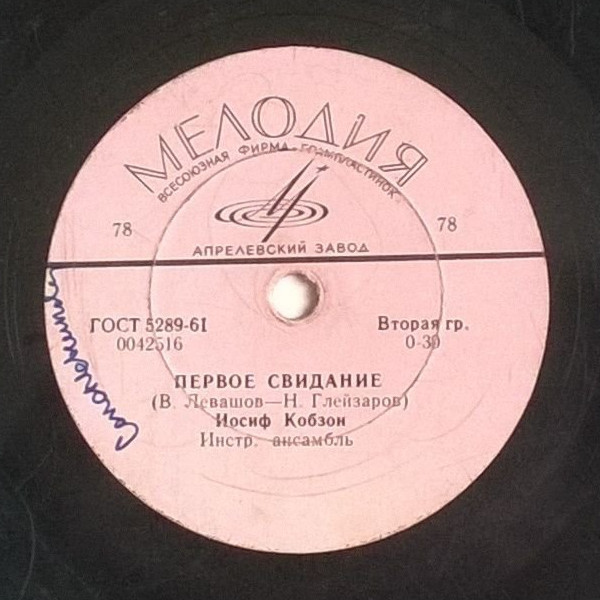 МЕЛОДИЯ
ВСЕСОЮЗНАЯ ФИРМА ГРАМПЛАСТИНОК
78 78
АПРЕЛЕВСКИЙ ЗАВОД
ГОСТ 5289-61 Вторая гр.
0042516 0-30
ПЕРВОЕ СВИДАНИЕ
(В. Левашов—Н. Глейзаров)
Иосиф Кобзон
Инстр. ансамбль